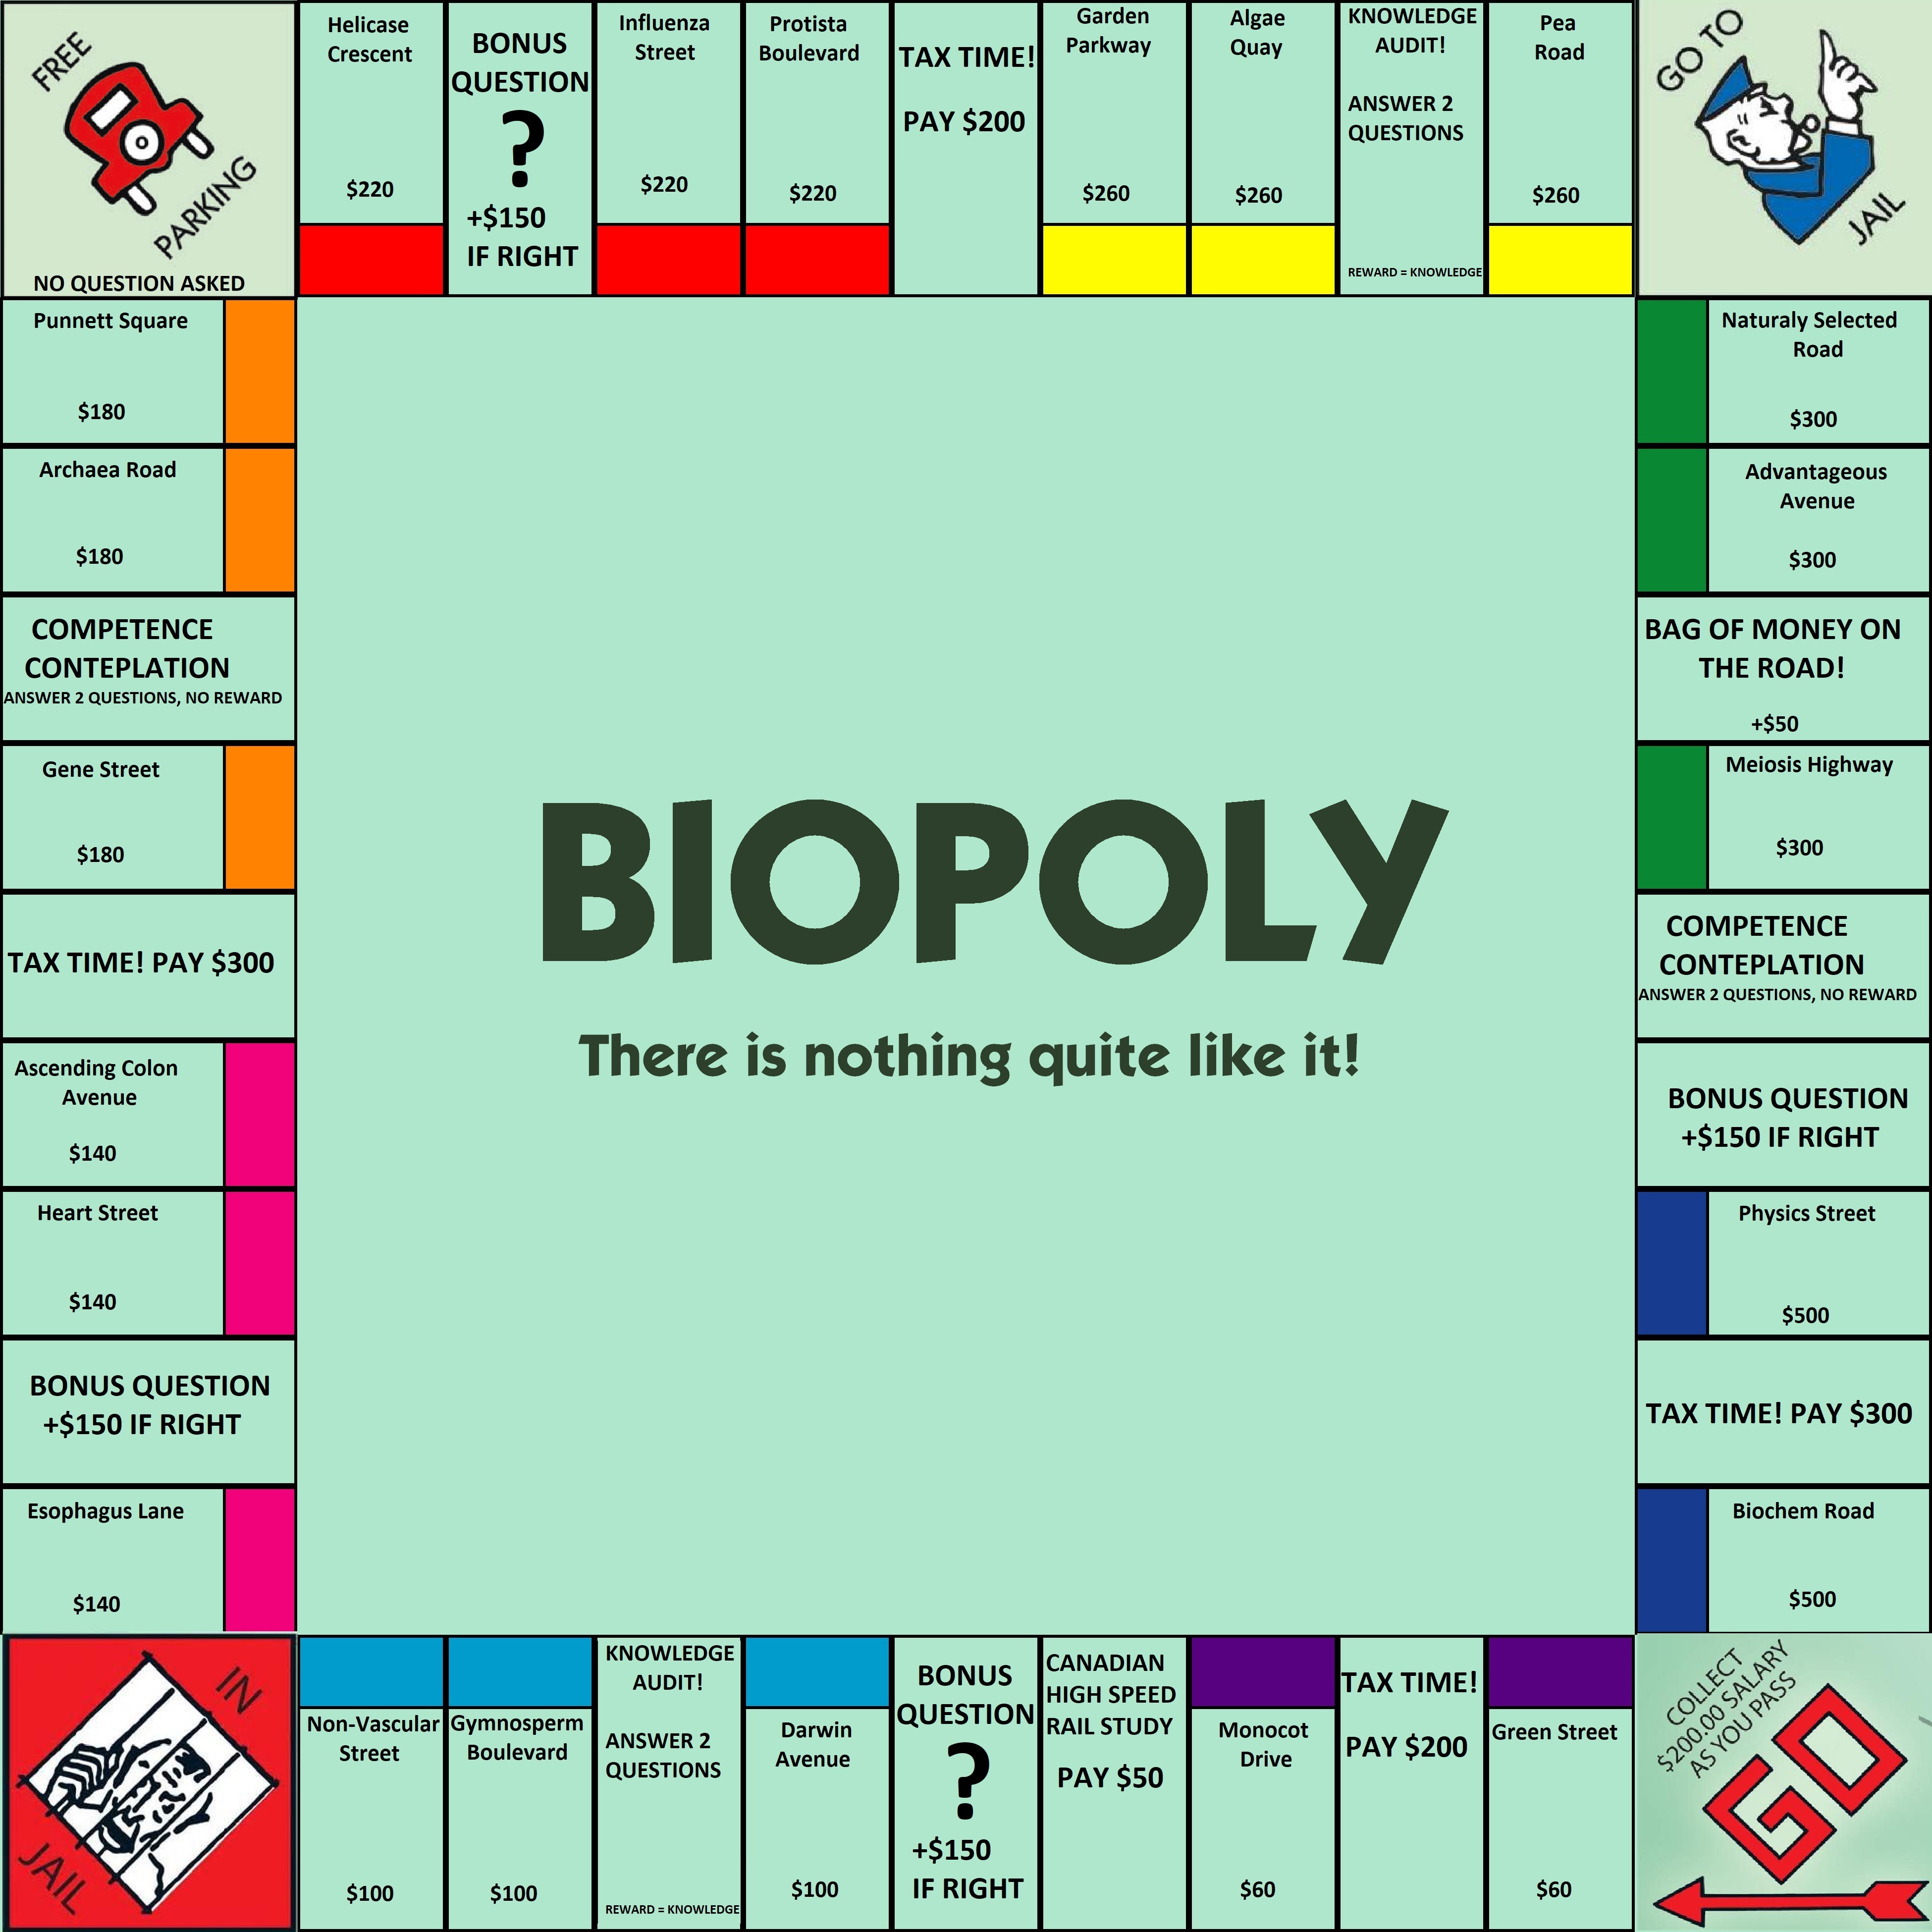 FREE
PARKING
NO QUESTION ASKED
Helicase
Crescent
$220
BONUS
QUESTION
?
+$150
IF RIGHT
Influenza
Street
$220
Protista
Boulevard
$220
TAX TIME!
PAY $200
Garden
Parkway
$260
Algae
Quay
$260
KNOWLEDGE
AUDIT!
ANSWER 2
QUESTIONS
REWARD = KNOWLEDGE
Pea
Road
$260
GO TO
JAIL
Punnett Square
$180
Archaea Road
$180
COMPETENCE
CONTEPLATION
ANSWER 2 QUESTIONS, NO REWARD
Gene Street
$180
TAX TIME! PAY $300
Ascending Colon
Avenue
$140
Heart Street
$140
BONUS QUESTION
+$150 IF RIGHT
Esophagus Lane
$140
BIOPOLY
There is nothing quite like it!
Naturaly Selected
Road
$300
Advantageous
Avenue
$300
BAG OF MONEY ON
THE ROAD!
+$50
Meiosis Highway
$300
COMPETENCE
CONTEPLATION
ANSWER 2 QUESTIONS, NO REWARD
BONUS QUESTION
+$150 IF RIGHT
Physics Street
$500
TAX TIME! PAY $300
Biochem Road
$500
IN
JAIL
Non-Vascular
Street
$100
Gymnosperm
Boulevard
$100
KNOWLEDGE
AUDIT!
ANSWER 2
QUESTIONS
REWARD = KNOWLEDGE
Darwin
Avenue
$100
BONUS
QUESTION
?
+$150
IF RIGHT
CANADIAN
HIGH SPEED
RAIL STUDY
PAY $50
Monocot
Drive
$60
TAX TIME!
PAY $200
Green Street
$60
COLLECT
$200.00 SALARY
AS YOU PASS
GO